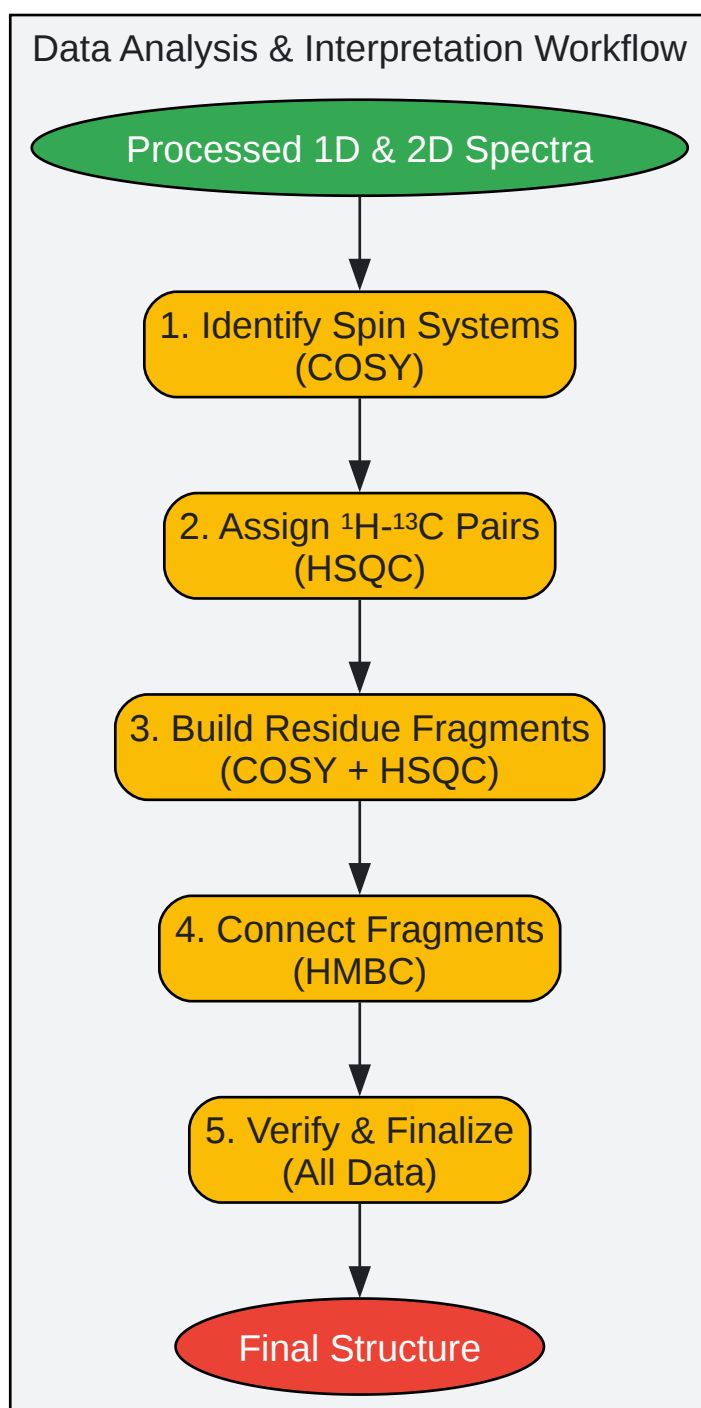 Data Analysis & Interpretation Workflow
Processed 1D & 2D Spectra
1. Identify Spin Systems
(COSY)
2. Assign ¹H-¹³C Pairs
(HSQC)
3. Build Residue Fragments
(COSY + HSQC)
4. Connect Fragments
(HMBC)
5. Verify & Finalize
(All Data)
Final Structure